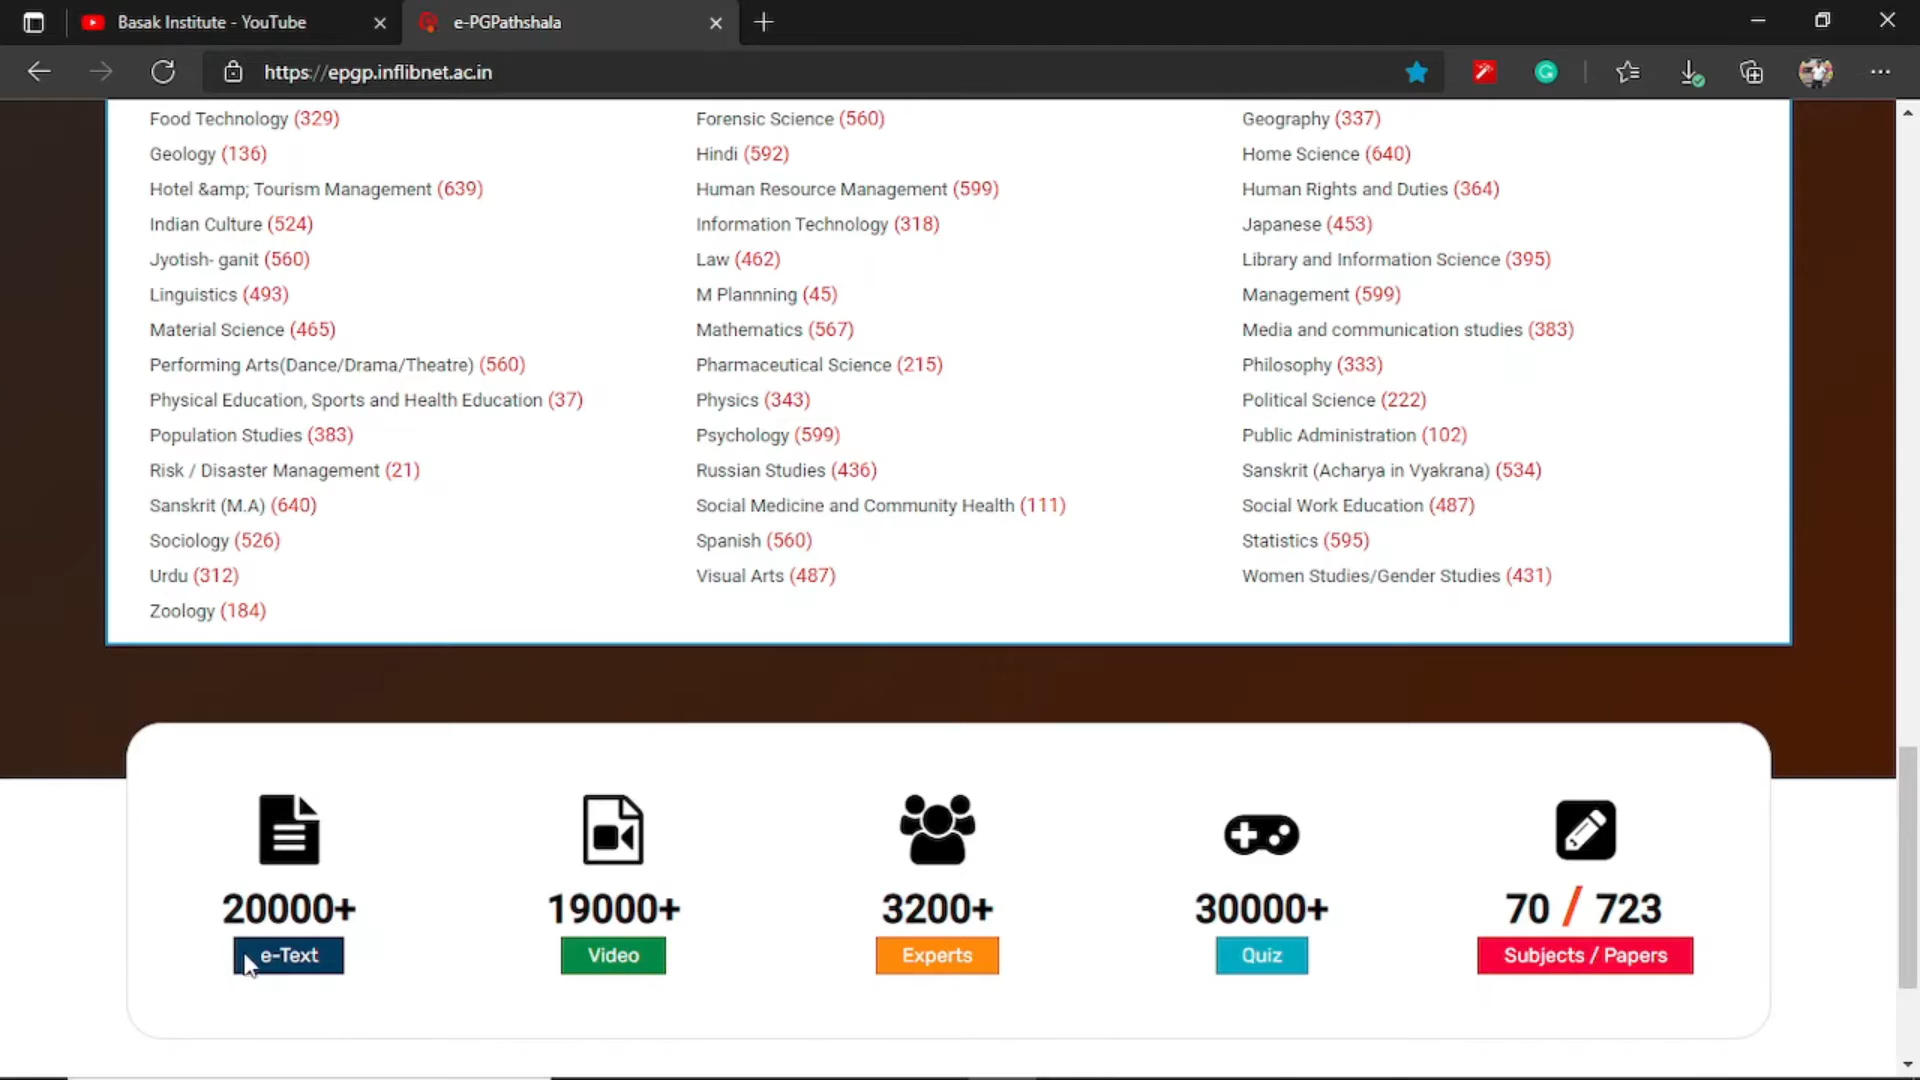 Basak Institute - YouTube
e-PGPathshala
https://epgp.inflibnet.ac.in
Food Technology (329)
Forensic Science (560)
Geography (337)
Geology (136)
Hindi (592)
Home Science (640)
Hotel &amp; Tourism Management (639)
Human Resource Management (599)
Human Rights and Duties (364)
Indian Culture (524)
Information Technology (318)
Japanese (453)
Jyotish- ganit (560)
Law (462)
Library and Information Science (395)
Linguistics (493)
M Plannning (45)
Management (599)
Material Science (465)
Mathematics (567)
Media and communication studies (383)
Performing Arts(Dance/Drama/Theatre) (560)
Pharmaceutical Science (215)
Philosophy (333)
Physical Education, Sports and Health Education (37)
Physics (343)
Political Science (222)
Population Studies (383)
Psychology (599)
Public Administration (102)
Risk / Disaster Management (21)
Russian Studies (436)
Sanskrit (Acharya in Vyakrana) (534)
Sanskrit (M.A) (640)
Social Medicine and Community Health (111)
Social Work Education (487)
Sociology (526)
Spanish (560)
Statistics (595)
Urdu (312)
Visual Arts (487)
Women Studies/Gender Studies (431)
Zoology (184)
20000+
e-Text
19000+
Video
3200+
Experts
30000+
Quiz
70 / 723
Subjects / Papers